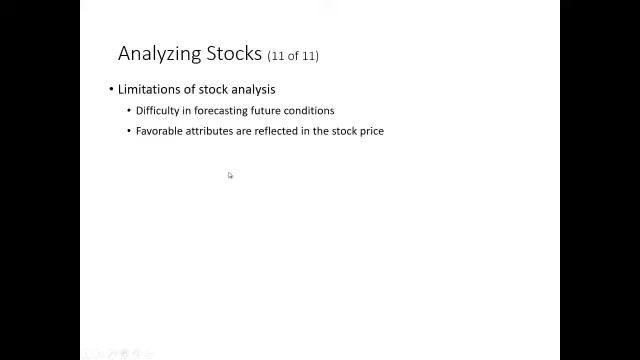 Analyzing Stocks (11 of 11)
• Limitations of stock analysis
• Difficulty in forecasting future conditions
• Favorable attributes are reflected in the stock price